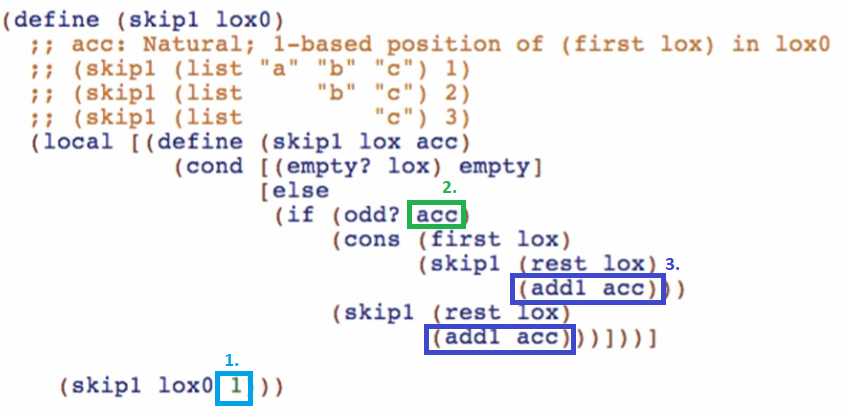 (define (skip1 lox0)
;; acc: Natural; 1-based position of (first lox) in lox0
;; (skip1 (list "a" "b" "c") 1)
;; (skip1 (list "b" "c") 2)
;; (skip1 (list "c") 3)
(local [(define (skip1 lox acc)
(cond [(empty? lox) empty]
[else
2.
(if (odd? acc)
(cons (first lox)
(skip1 (rest lox) 3.
(add1 acc)))
(skip1 (rest lox)
(add1 acc)))]))]
1.
(skip1 lox0 1 ))